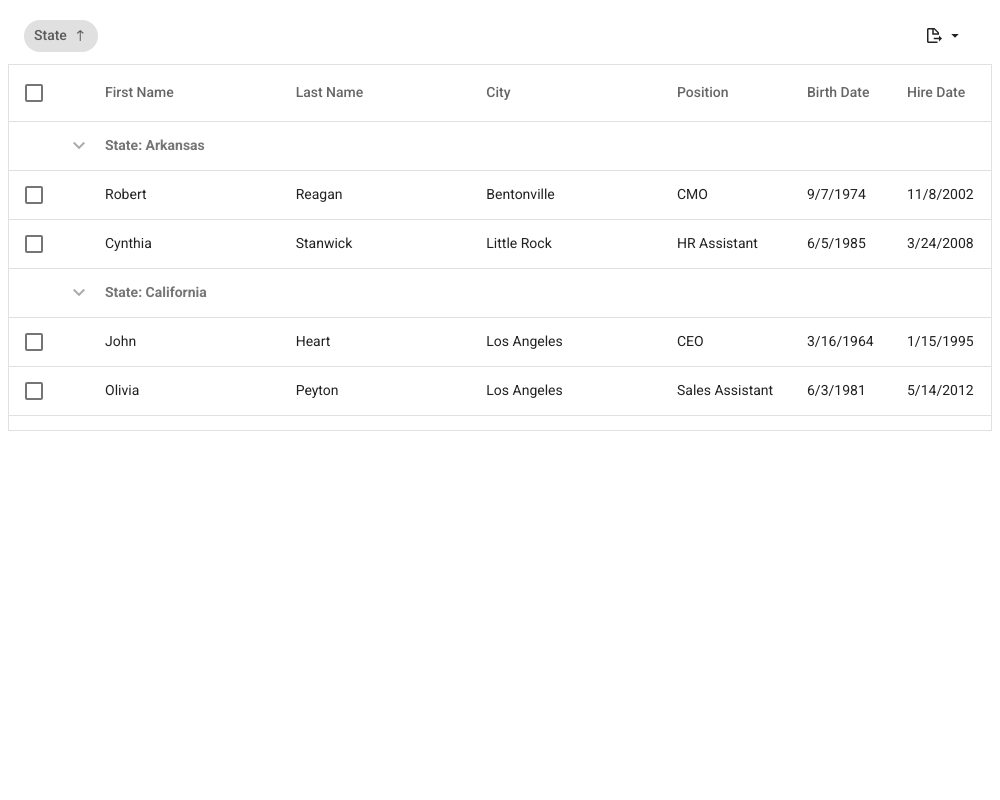 State ↑
First Name Last Name City Position Birth Date Hire Date
State: Arkansas
Robert Reagan Bentonville CMO 9/7/1974 11/8/2002
Cynthia Stanwick Little Rock HR Assistant 6/5/1985 3/24/2008
State: California
John Heart Los Angeles CEO 3/16/1964 1/15/1995
Olivia Peyton Los Angeles Sales Assistant 6/3/1981 5/14/2012